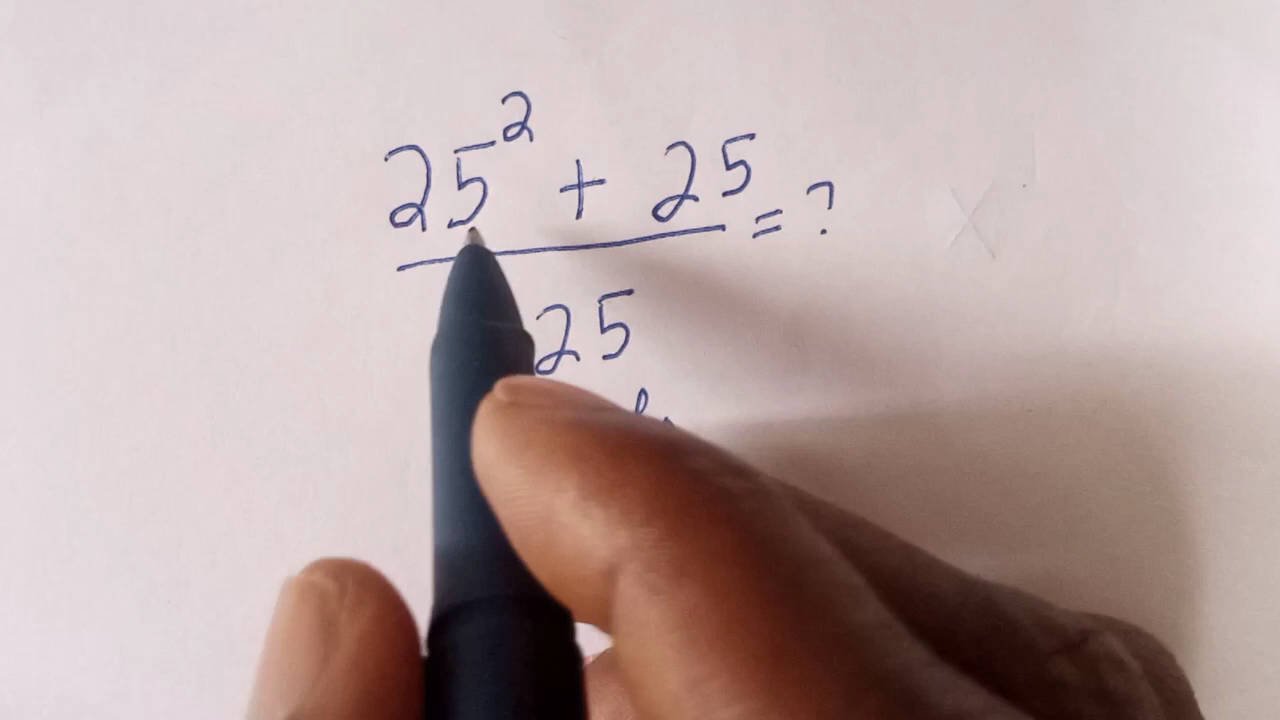 25² + 25 = ?
25